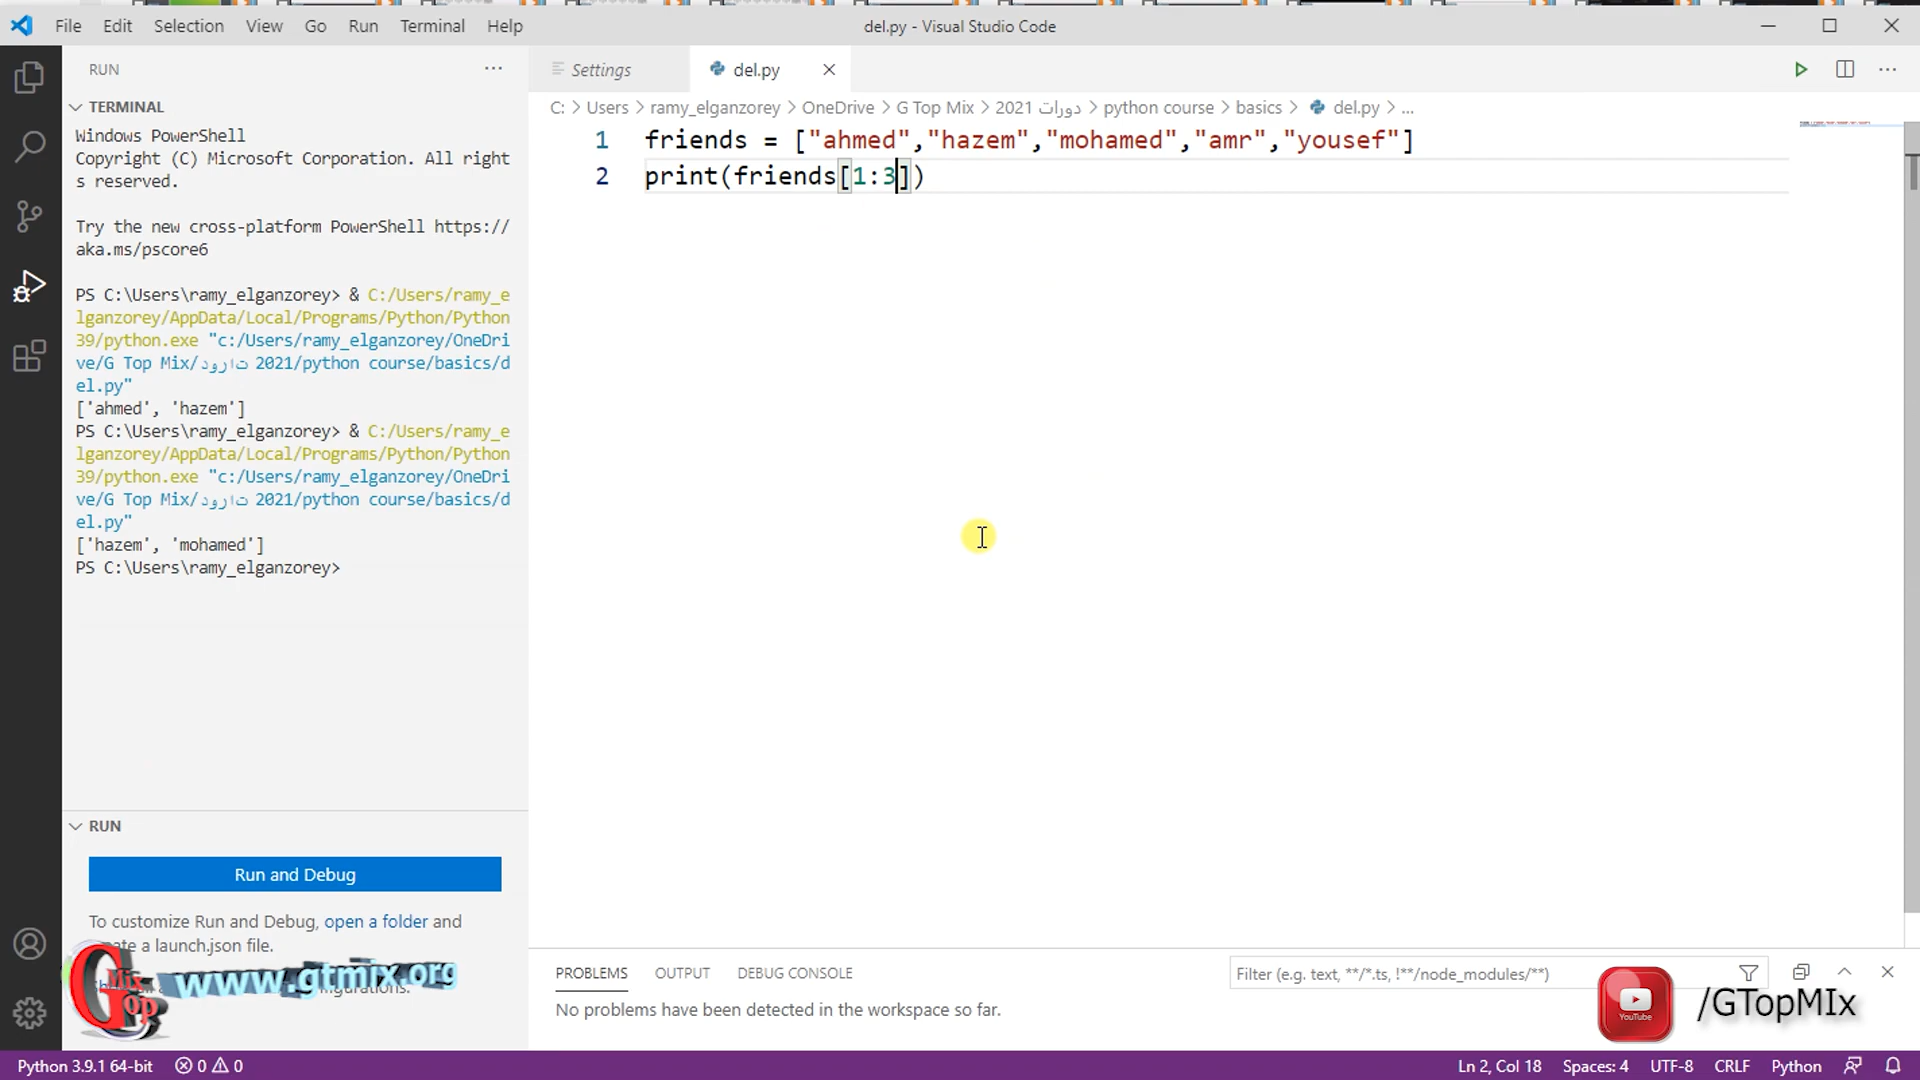 File Edit Selection View Go Run Terminal Help
del.py - Visual Studio Code
RUN
TERMINAL
Windows PowerShell
Copyright (C) Microsoft Corporation. All right
s reserved.
Try the new cross-platform PowerShell https://
aka.ms/pscore6
PS C:\Users\ramy_elganzorey> & C:/Users/ramy_e
lganzorey/AppData/Local/Programs/Python/Python
39/python.exe "c:/Users/ramy_elganzorey/OneDri
ve/G Top Mix/دورات 2021/python course/basics/d
el.py"
['ahmed', 'hazem']
PS C:\Users\ramy_elganzorey> & C:/Users/ramy_e
lganzorey/AppData/Local/Programs/Python/Python
39/python.exe "c:/Users/ramy_elganzorey/OneDri
ve/G Top Mix/دورات 2021/python course/basics/d
el.py"
['hazem', 'mohamed']
PS C:\Users\ramy_elganzorey>
RUN
Run and Debug
To customize Run and Debug, open a folder and
ate a launch.json file.
gurations.
G Mix Top www.gtmix.org
Settings del.py
C: > Users > ramy_elganzorey > OneDrive > G Top Mix > دورات 2021 > python course > basics > del.py > ...
1 friends = ["ahmed","hazem","mohamed","amr","yousef"]
2 print(friends[1:3])
PROBLEMS OUTPUT DEBUG CONSOLE
Filter (e.g. text, **/*.ts, !**/node_modules/**)
No problems have been detected in the workspace so far.
YouTube /GTopMIx
Python 3.9.1 64-bit 0 0
Ln 2, Col 18 Spaces: 4 UTF-8 CRLF Python